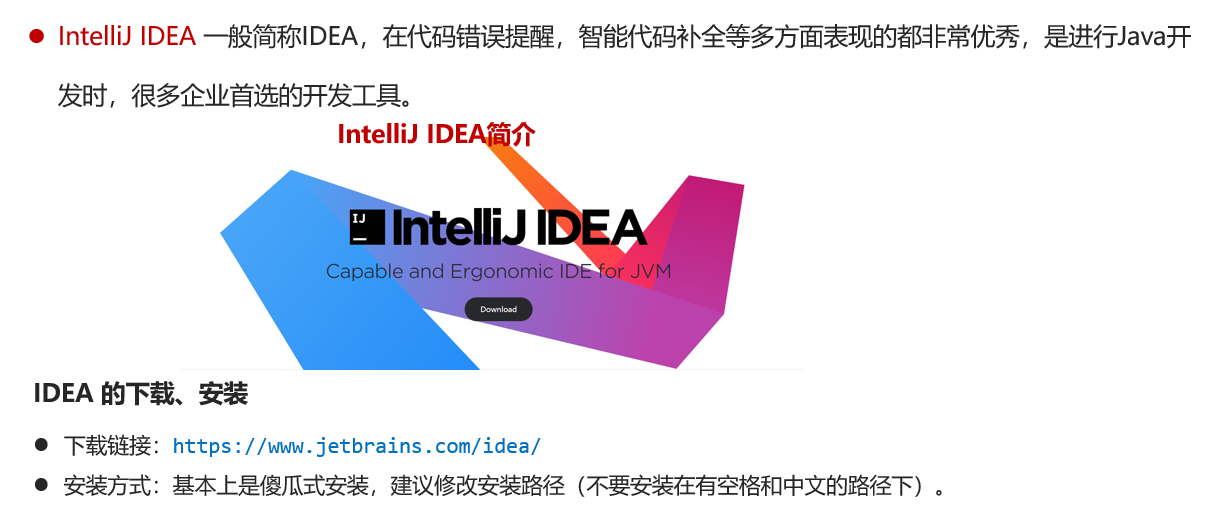 ● IntelliJ IDEA 一般简称IDEA，在代码错误提醒，智能代码补全等多方面表现的都非常优秀，是进行Java开
发时，很多企业首选的开发工具。
IntelliJ IDEA简介
IJ IntelliJ IDEA
Capable and Ergonomic IDE for JVM
Download
IDEA 的下载、安装
● 下载链接：https://www.jetbrains.com/idea/
● 安装方式：基本上是傻瓜式安装，建议修改安装路径（不要安装在有空格和中文的路径下）。